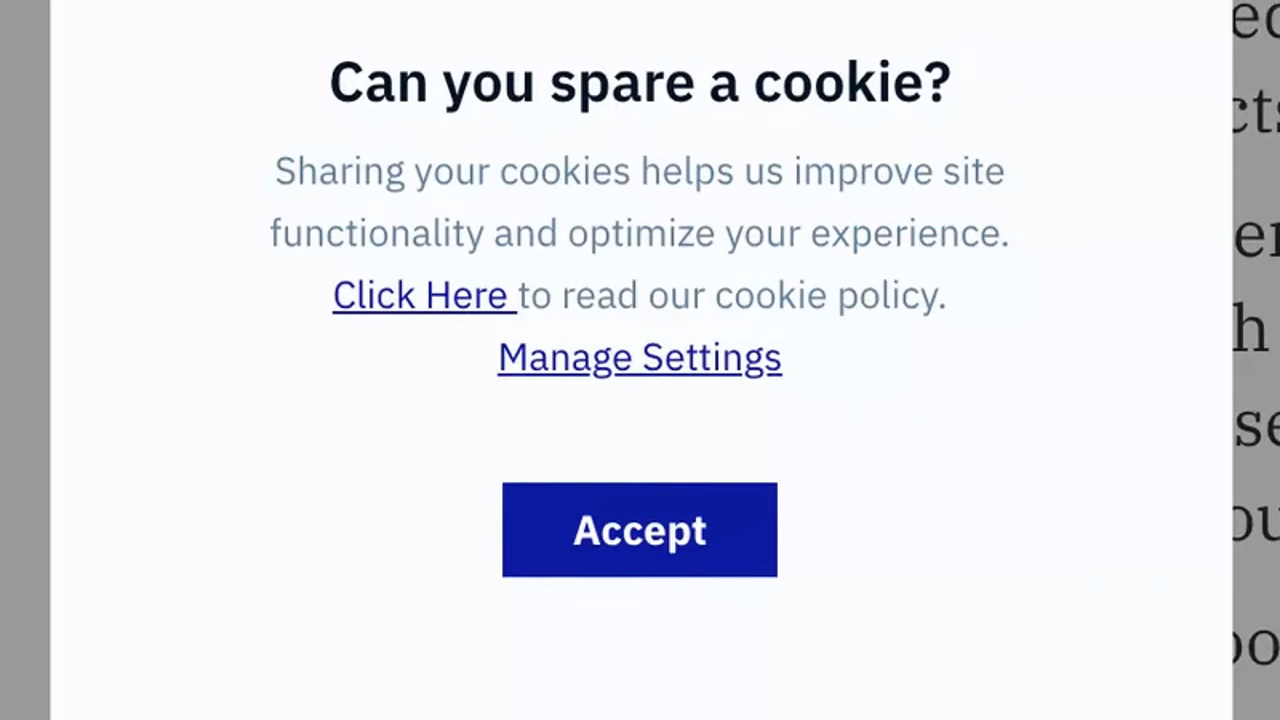 Can you spare a cookie?
Sharing your cookies helps us improve site
functionality and optimize your experience.
Click Here to read our cookie policy.
Manage Settings
Accept